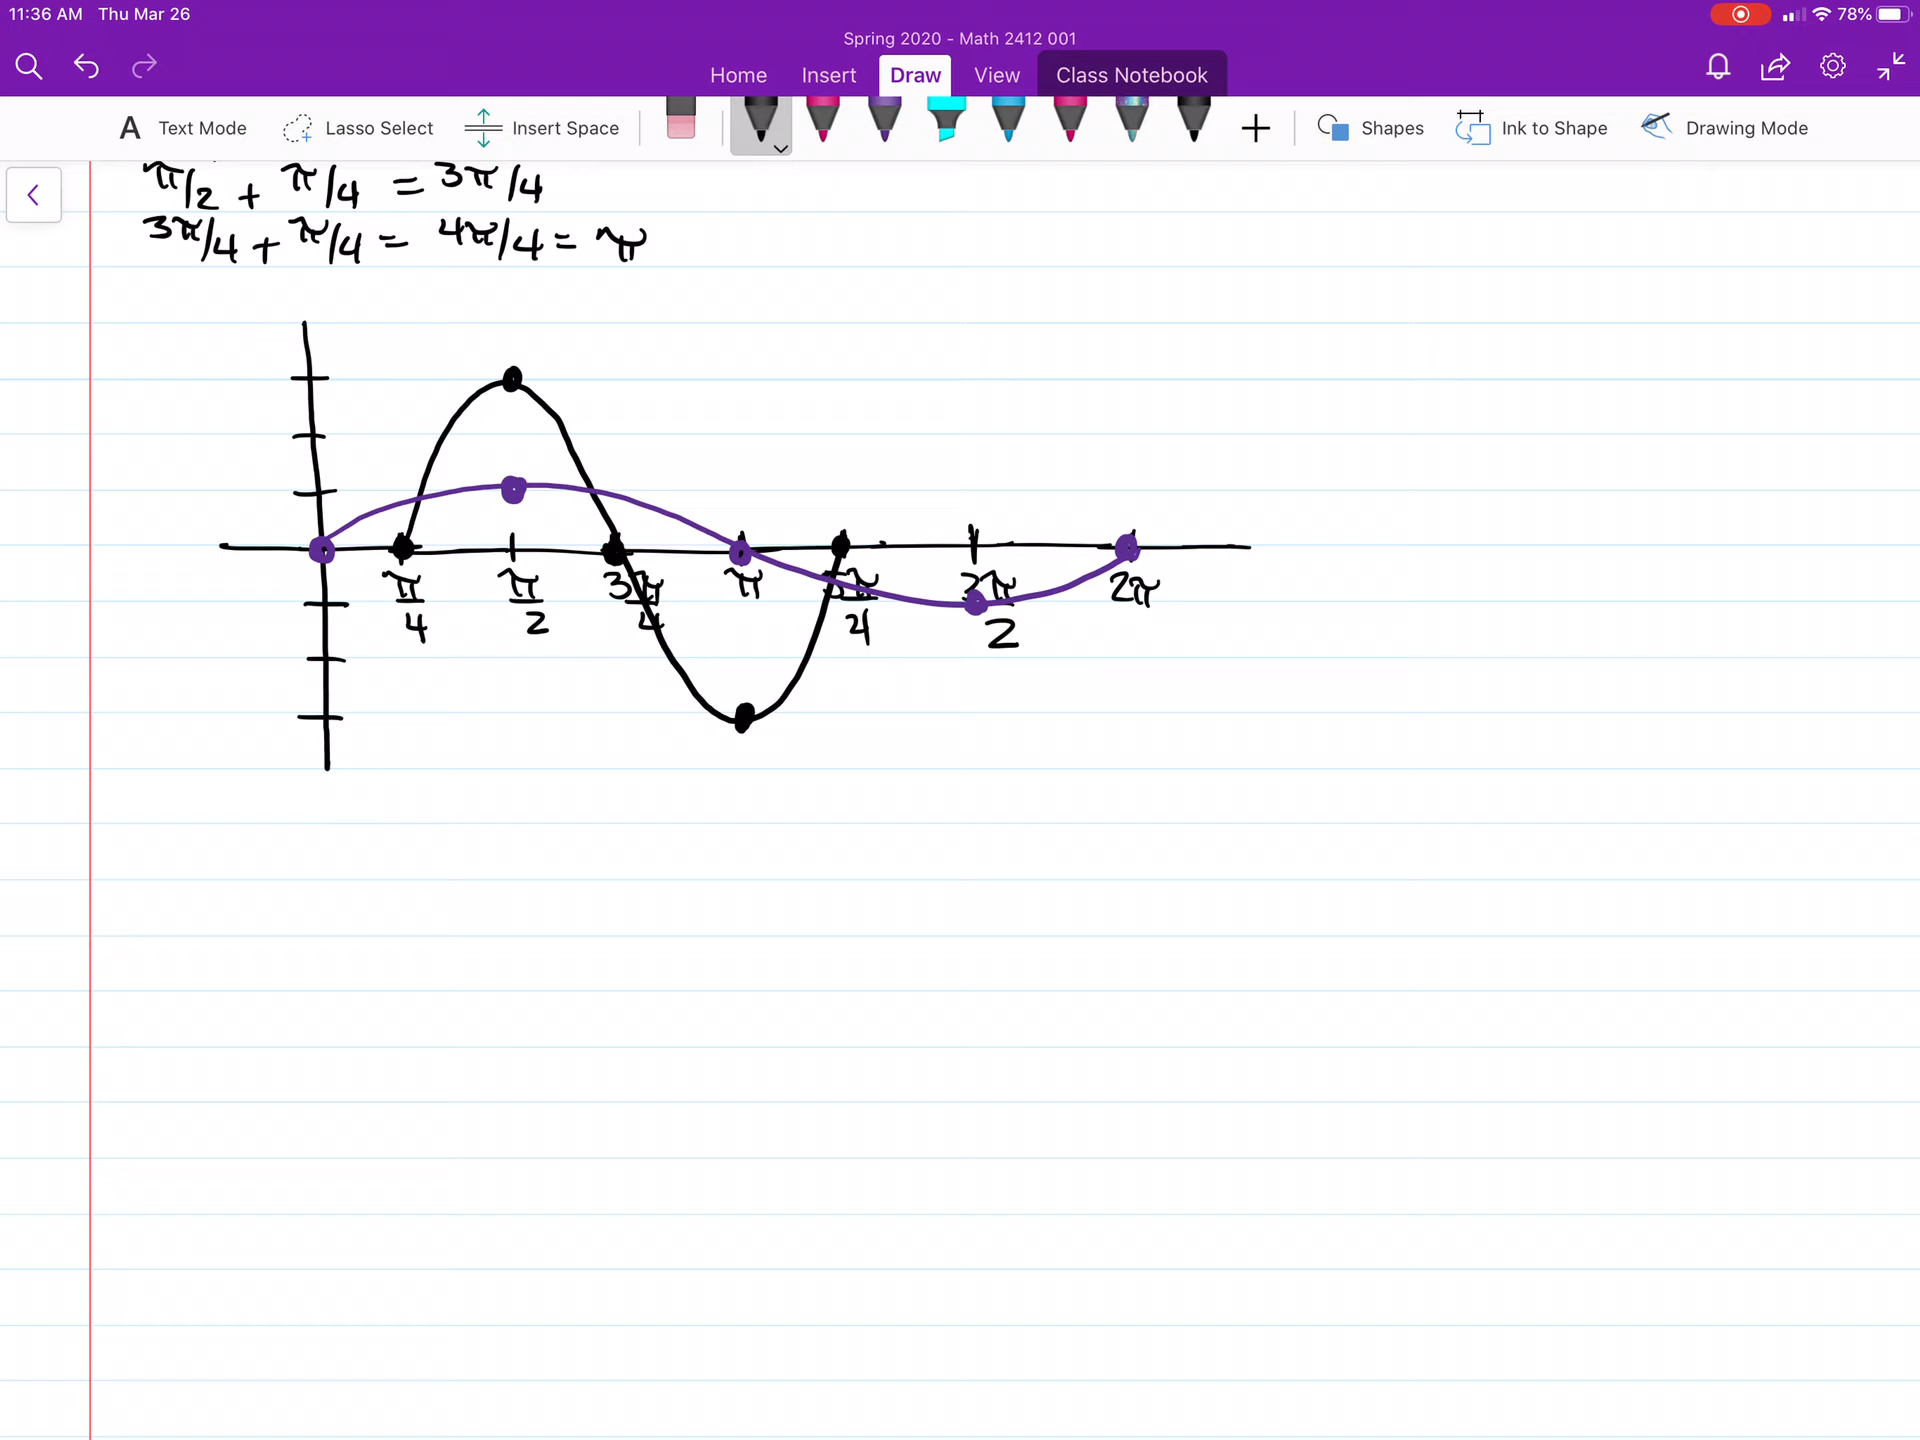 11:36 AM Thu Mar 26
78%
Spring 2020 - Math 2412 001
Home Insert Draw View Class Notebook
A Text Mode Lasso Select Insert Space Shapes Ink to Shape Drawing Mode
π/2 + π/4 = 3π/4
3π/4 + π/4 = 4π/4 = π
π/4 π/2 3π/4 π 5π/4 3π/2 2π